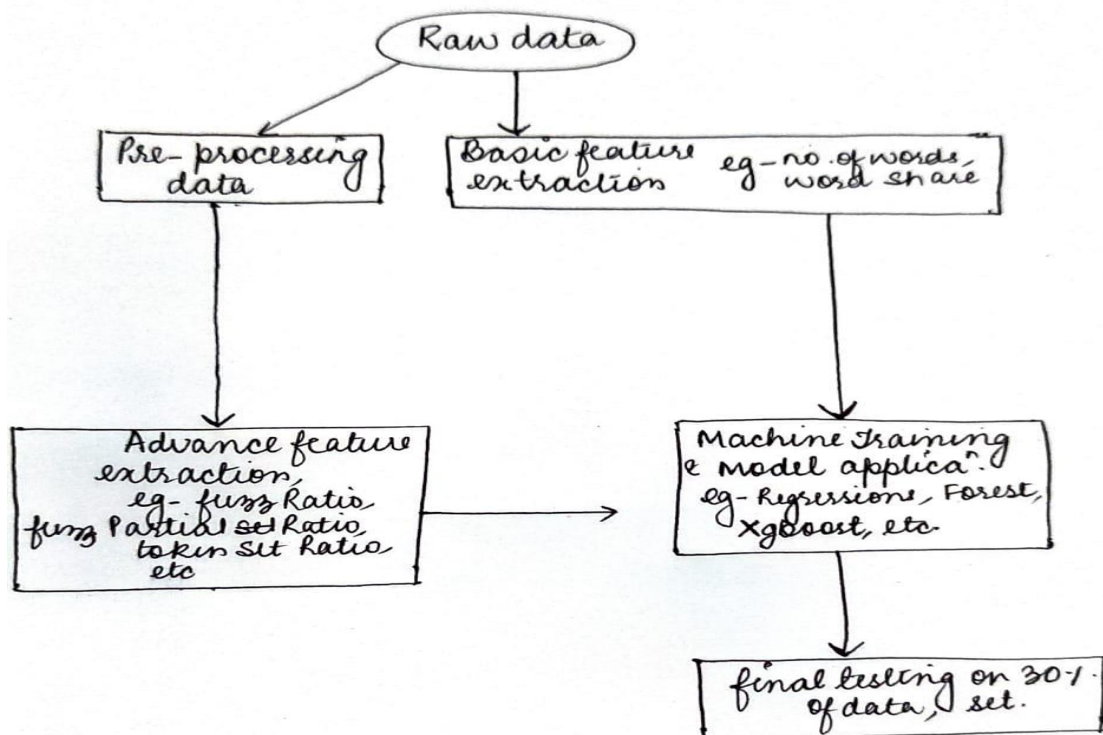 Raw data
Pre-processing
data
Basic feature eg-no.of words,
extraction word share
Advance feature
extraction,
eg- fuzz Ratio,
fuzz Partial Ratio,
token set Ratio,
etc
Machine Training
& Model applicaⁿ.
eg-Regsessions, Forest,
XgBoost, etc.
final testing on 30%.
of data, set.